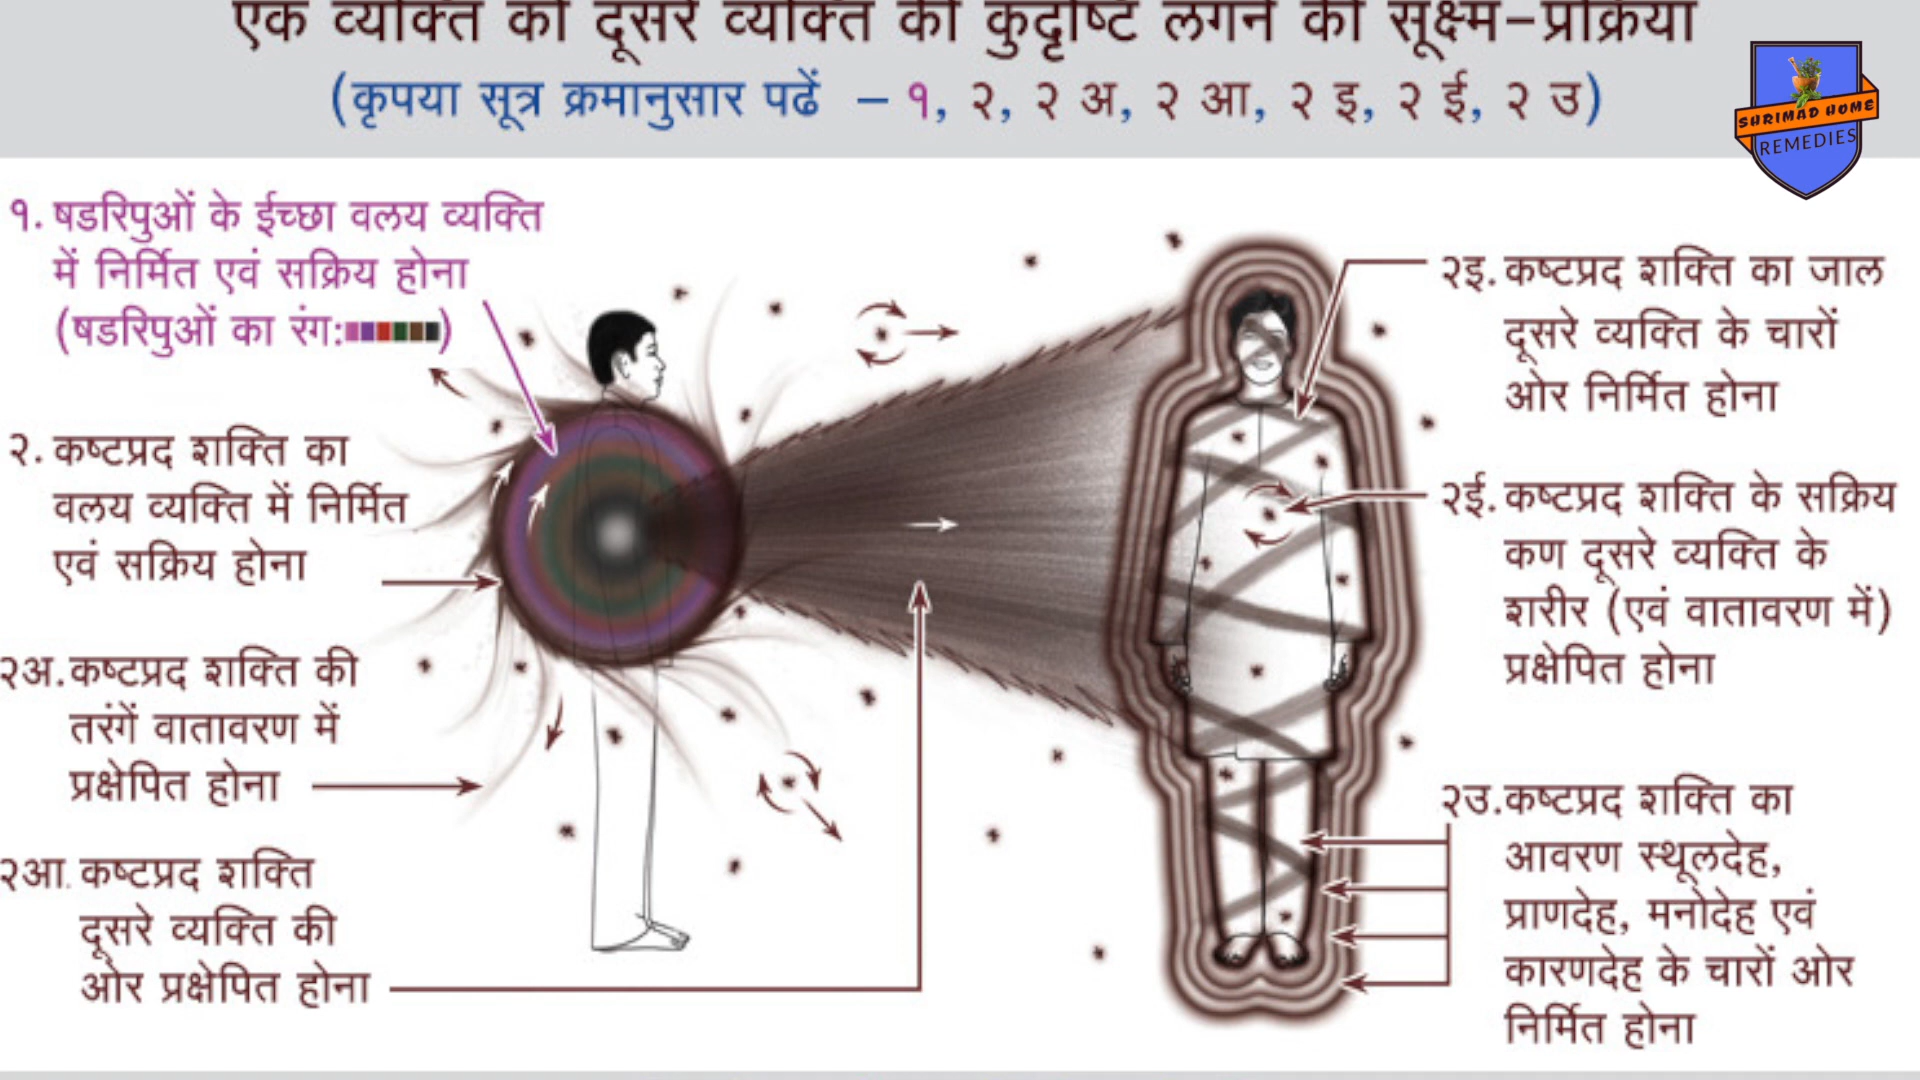 एक व्यक्ति को दूसरे व्यक्ति की कुदृष्टि लगने की सूक्ष्म-प्रक्रिया
(कृपया सूत्र क्रमानुसार पढें – १, २, २ अ, २ आ, २ इ, २ ई, २ उ)
SHRIMAD HOME
REMEDIES
१. षडरिपुओं के ईच्छा वलय व्यक्ति
में निर्मित एवं सक्रिय होना
(षडरिपुओं का रंग:)
२. कष्टप्रद शक्ति का
वलय व्यक्ति में निर्मित
एवं सक्रिय होना
२अ. कष्टप्रद शक्ति की
तरंगें वातावरण में
प्रक्षेपित होना
२आ. कष्टप्रद शक्ति
दूसरे व्यक्ति की
ओर प्रक्षेपित होना
२इ. कष्टप्रद शक्ति का जाल
दूसरे व्यक्ति के चारों
ओर निर्मित होना
२ई. कष्टप्रद शक्ति के सक्रिय
कण दूसरे व्यक्ति के
शरीर (एवं वातावरण में)
प्रक्षेपित होना
२उ. कष्टप्रद शक्ति का
आवरण स्थूलदेह,
प्राणदेह, मनोदेह एवं
कारणदेह के चारों ओर
निर्मित होना